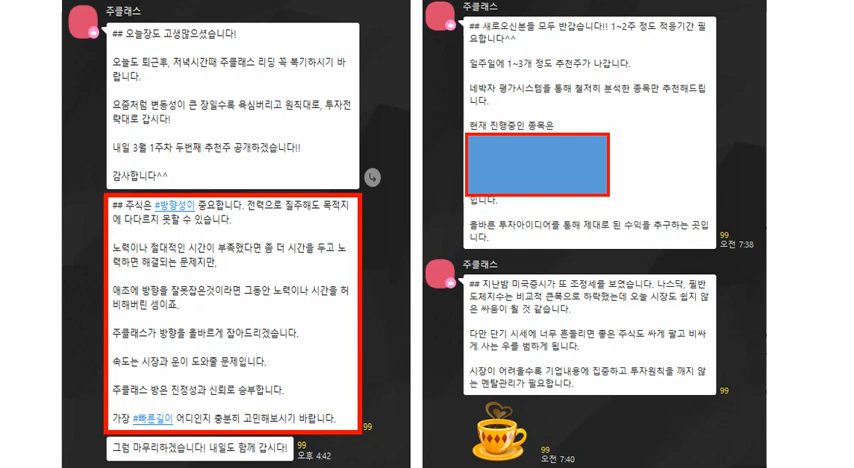 주클래스
## 오늘장도 고생많으셨습니다!
오늘도 퇴근후, 저녁시간때 주클래스 리딩 꼭 복기하시기 바
랍니다.
요즘처럼 변동성이 큰 장일수록 욕심버리고 원칙대로, 투자전
략대로 갑시다!
내일 3월 1주차 두번째 추천주 공개하겠습니다!!
감사합니다^^
## 주식은 #방향성이 중요합니다. 전력으로 질주해도 목적지
에 다다르지 못할 수 있습니다.
노력이나 절대적인 시간이 부족했다면 좀 더 시간을 두고 노
력하면 해결되는 문제지만,
애초에 방향을 잘못잡은것이라면 그동안 노력이나 시간을 허
비해버린 셈이죠.
주클래스가 방향을 올바르게 잡아드리겠습니다.
속도는 시장과 운이 도와줄 문제입니다.
주클래스 방은 진정성과 신뢰로 승부합니다.
가장 #빠른길이 어디인지 충분히 고민해보시기 바랍니다.
99
그럼 마무리하겠습니다! 내일도 함께 갑시다!
99
오후 4:42
주클래스
## 새로오신분들 모두 반갑습니다!! 1~2주 정도 적응기간 필
요합니다^^
일주일에 1~3개 정도 추천주가 나갑니다.
네박자 평가시스템을 통해 철저히 분석한 종목만 추천해드립
니다.
현재 진행중인 종목은
입니다.
올바른 투자아이디어를 통해 제대로 된 수익을 추구하는 곳입
니다.
99
오전 7:38
주클래스
## 지난밤 미국증시가 또 조정세를 보였습니다. 나스닥, 필반
도체지수는 비교적 큰폭으로 하락했는데 오늘 시장도 쉽지 않
은 싸움이 될 것 같습니다.
다만 단기 시세에 너무 흔들리면 좋은 주식도 싸게 팔고 비싸
게 사는 우를 범하게 됩니다.
시장이 어려울수록 기업내용에 집중하고 투자원칙을 깨지 않
는 멘탈관리가 필요합니다.
99
99
오전 7:40